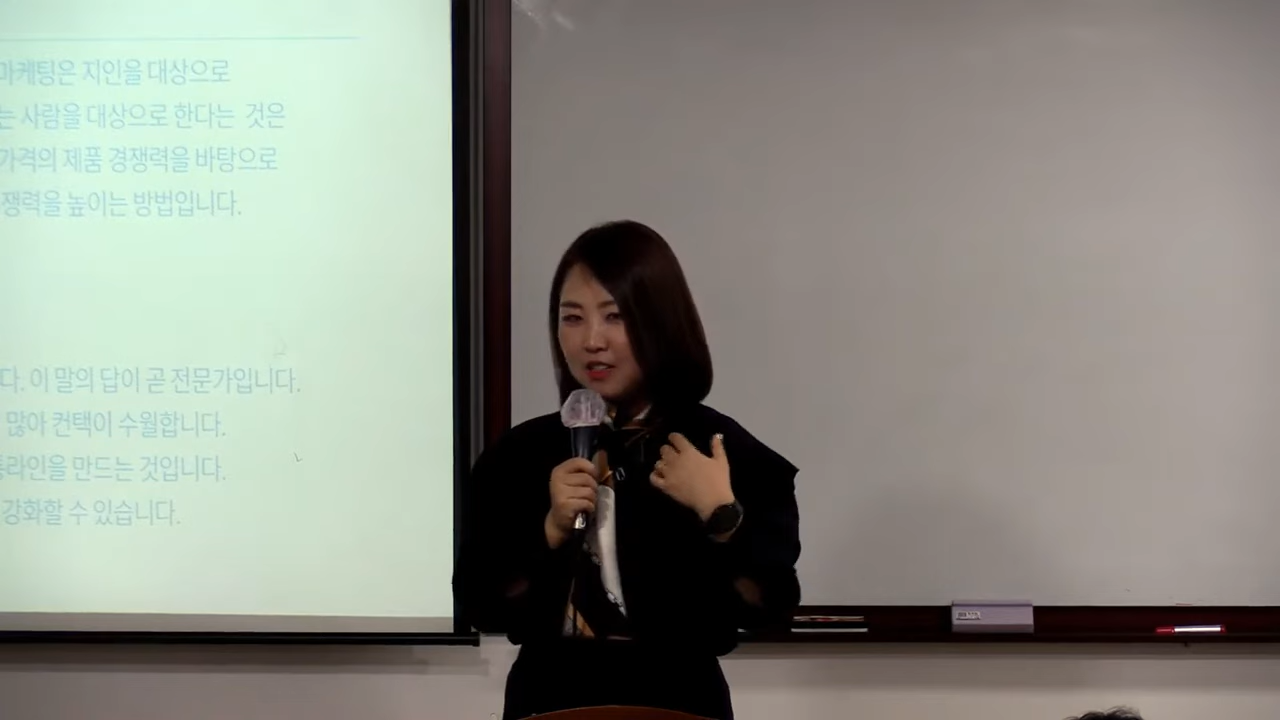 마케팅은 지인을 대상으로
는 사람을 대상으로 한다는 것은
가격의 제품 경쟁력을 바탕으로
쟁력을 높이는 방법입니다.
다. 이 말의 답이 곧 전문가입니다.
많아 컨택이 수월합니다.
만드는 것입니다.
강화할 수 있습니다.